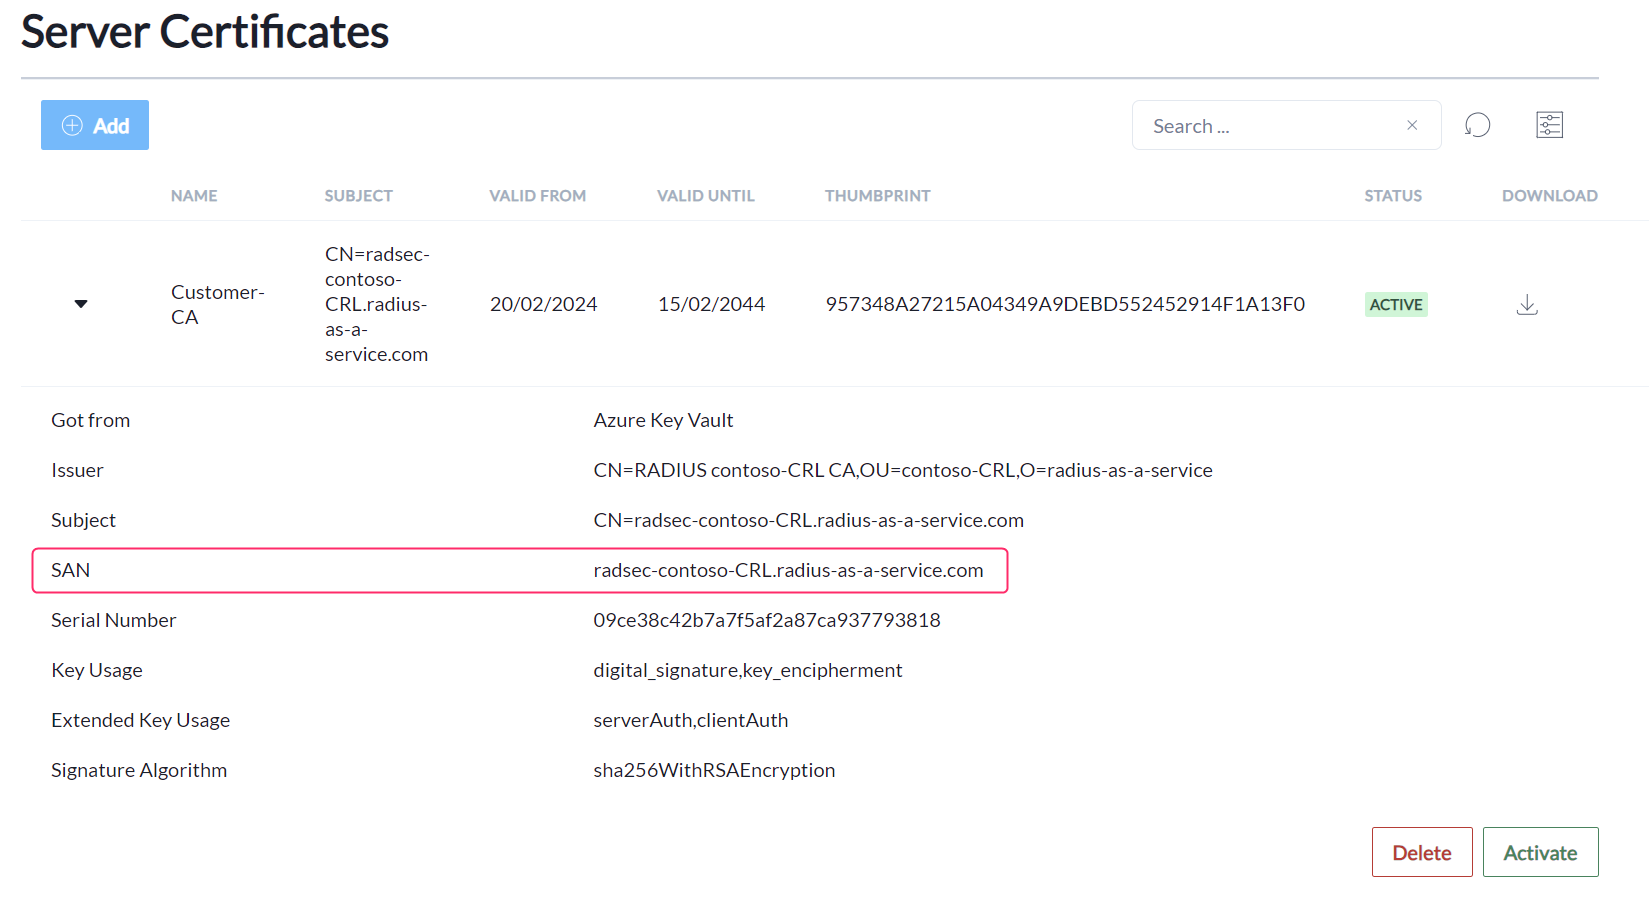 Server Certificates
Add
Search ...
NAME SUBJECT VALID FROM VALID UNTIL THUMBPRINT STATUS DOWNLOAD
Customer-
CA
CN=radsec-
contoso-
CRL.radius-
as-a-
service.com
20/02/2024
15/02/2044
957348A27215A04349A9DEBD552452914F1A13F0
ACTIVE
Got from Azure Key Vault
Issuer CN=RADIUS contoso-CRL CA,OU=contoso-CRL,O=radius-as-a-service
Subject CN=radsec-contoso-CRL.radius-as-a-service.com
SAN radsec-contoso-CRL.radius-as-a-service.com
Serial Number 09ce38c42b7a7f5af2a87ca937793818
Key Usage digital_signature,key_encipherment
Extended Key Usage serverAuth,clientAuth
Signature Algorithm sha256WithRSAEncryption
Delete Activate